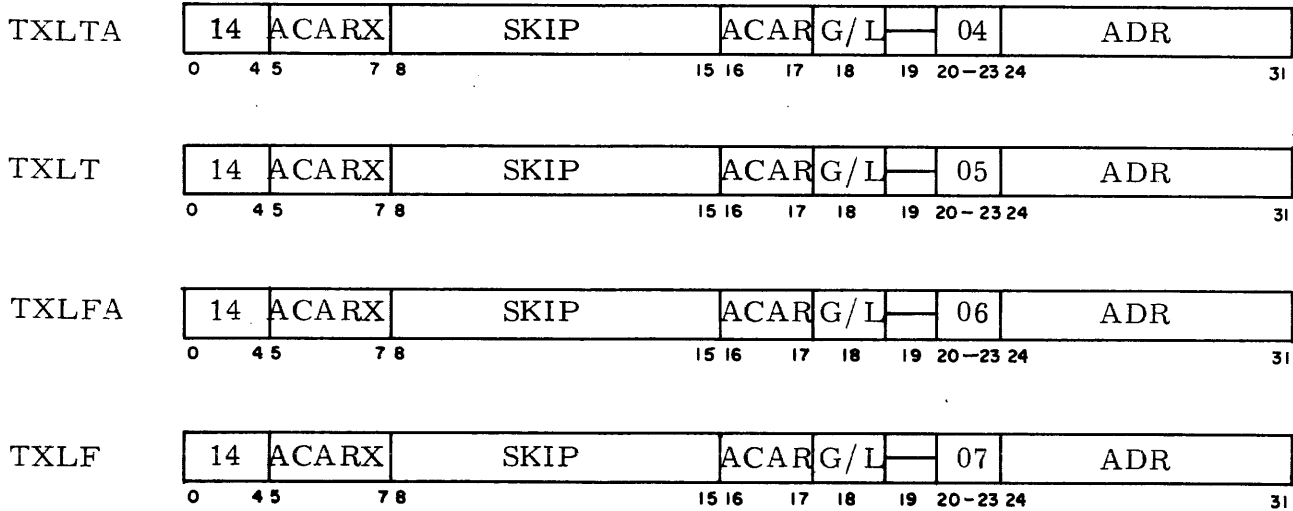 TXLTA 14 ACARX SKIP ACAR G/L 04 ADR
0 4 5 7 8 15 16 17 18 19 20-23 24 31
TXLT 14 ACARX SKIP ACAR G/L 05 ADR
0 4 5 7 8 15 16 17 18 19 20-23 24 31
TXLFA 14 ACARX SKIP ACAR G/L 06 ADR
0 4 5 7 8 15 16 17 18 19 20-23 24 31
TXLF 14 ACARX SKIP ACAR G/L 07 ADR
0 4 5 7 8 15 16 17 18 19 20-23 24 31